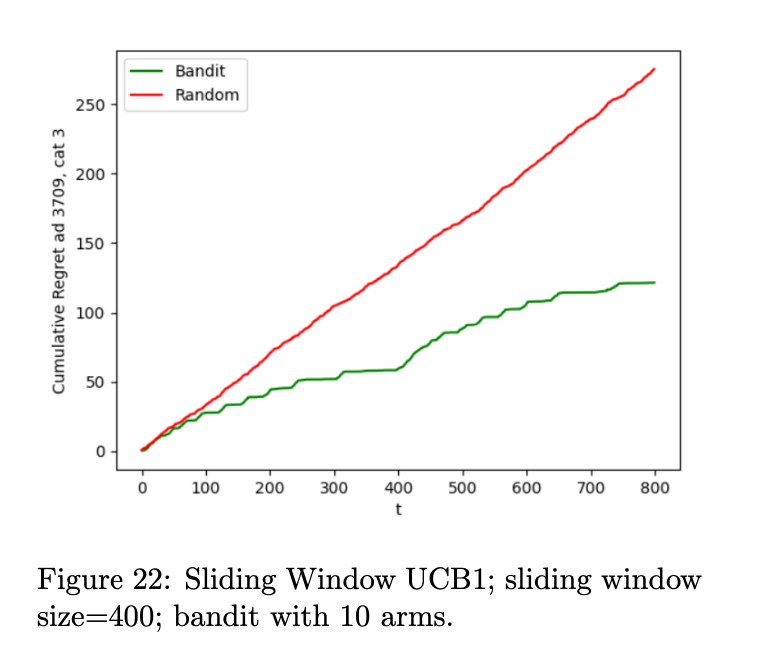 Bandit
Random
Cumulative Regret ad 3709, cat 3
250
200
150
100
50
0
0 100 200 300 400 500 600 700 800
t
Figure 22: Sliding Window UCB1; sliding window
size=400; bandit with 10 arms.